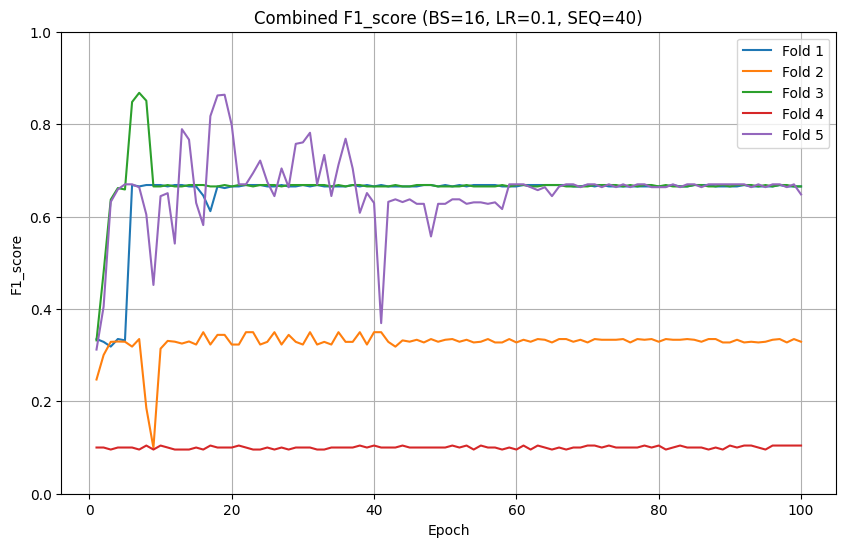 Combined F1_score (BS=16, LR=0.1, SEQ=40)
1.0
0.8
0.6
0.4
0.2
0.0
F1_score
Fold 1
Fold 2
Fold 3
Fold 4
Fold 5
0 20 40 60 80 100
Epoch